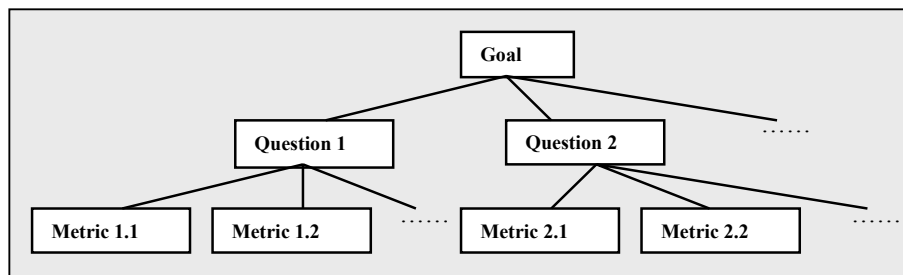 Goal
......
Question 1
Question 2
......
......
Metric 1.1
Metric 1.2
Metric 2.1
Metric 2.2